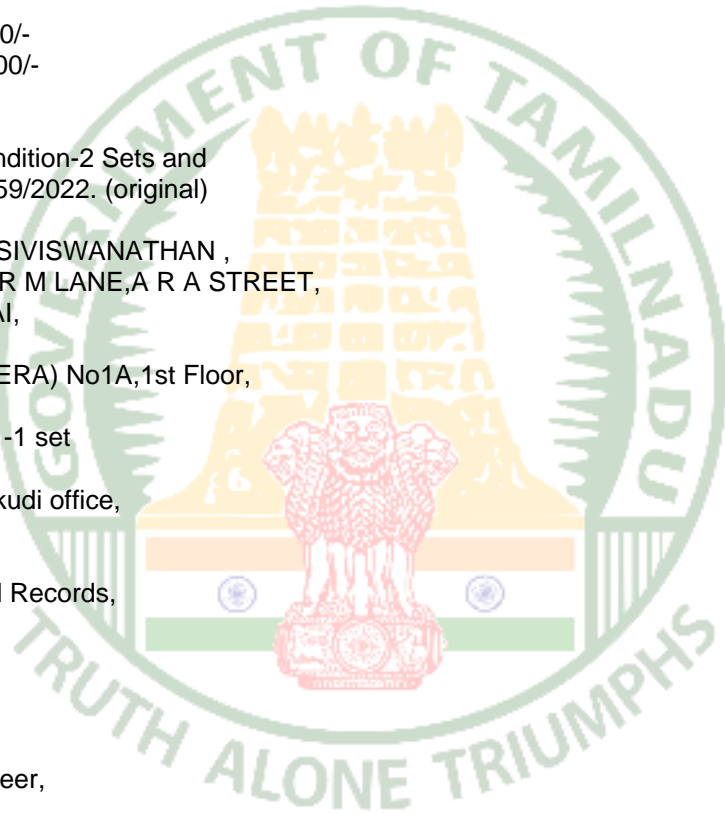 0/-
00/-
ndition-2 Sets and
59/2022. (original)
SIVISWANATHAN ,
R M LANE,A R A STREET,
AI,
ERA) No1A,1st Floor,
-1 set
kudi office,
l Records,
eer,
GOVERNMENT OF TAMILNADU
TRUTH ALONE TRIUMPHS